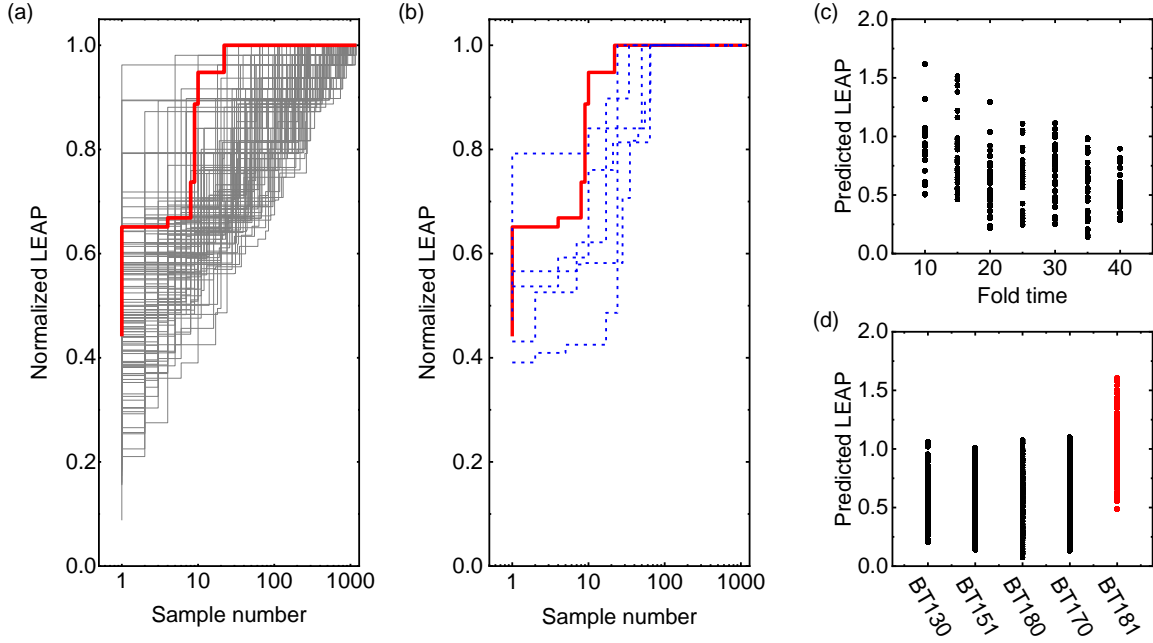 (a)
1.0
0.8
0.6
0.4
0.2
0.0
Normalized LEAP
1 10 100 1000
Sample number
(b)
1.0
0.8
0.6
0.4
0.2
0.0
Normalized LEAP
1 10 100 1000
Sample number
(c)
2.0
1.5
1.0
0.5
0.0
Predicted LEAP
10 20 30 40
Fold time
(d)
2.0
1.5
1.0
0.5
0.0
Predicted LEAP
BT130 BT151 BT180 BT170 BT181